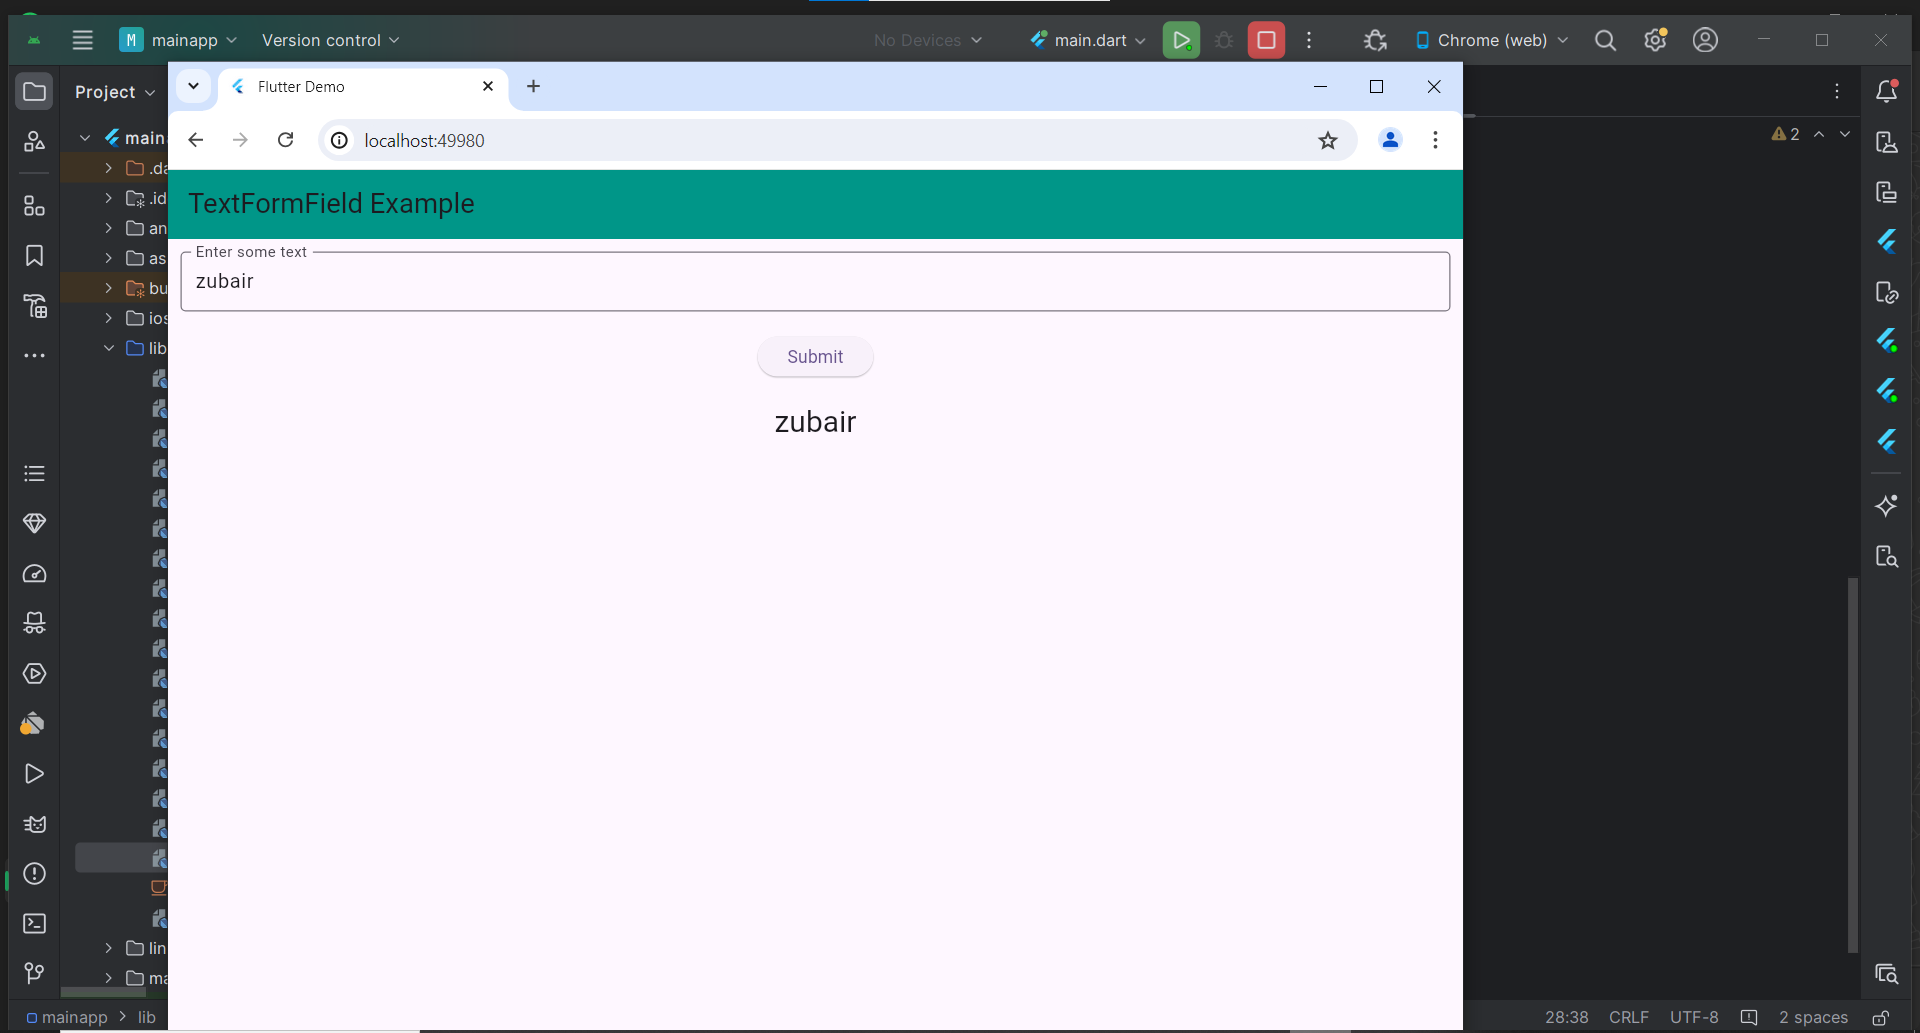 M mainapp Version control No Devices main.dart Chrome (web)
Project
Flutter Demo
localhost:49980
2
TextFormField Example
Enter some text
zubair
Submit
zubair
main
.da
.id
an
as
bu
ios
lib
lin
ma
mainapp > lib 28:38 CRLF UTF-8 2 spaces